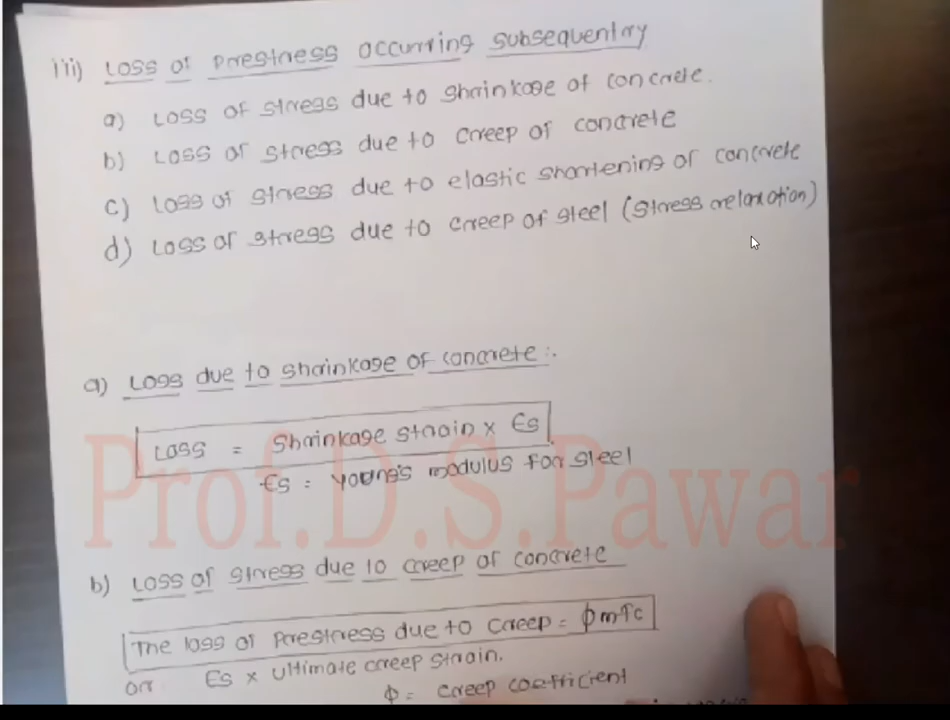 iii) Loss of Prestress occurring subsequentry
a) Loss of stress due to shrinkage of concrete.
b) Loss of stress due to creep of concrete
c) Loss of stress due to elastic shortening of concrete
d) Loss of stress due to creep of steel (stress relaxation)
a) Loss due to shrinkage of concrete:.
Loss = Shrinkage strain x Es
Es = young's modulus for steel
Prof.D.S.Pawar
b) Loss of stress due to creep of concrete
The loss of Prestress due to creep = ϕmfc
or Es x ultimate creep strain.
ϕ = creep coefficient